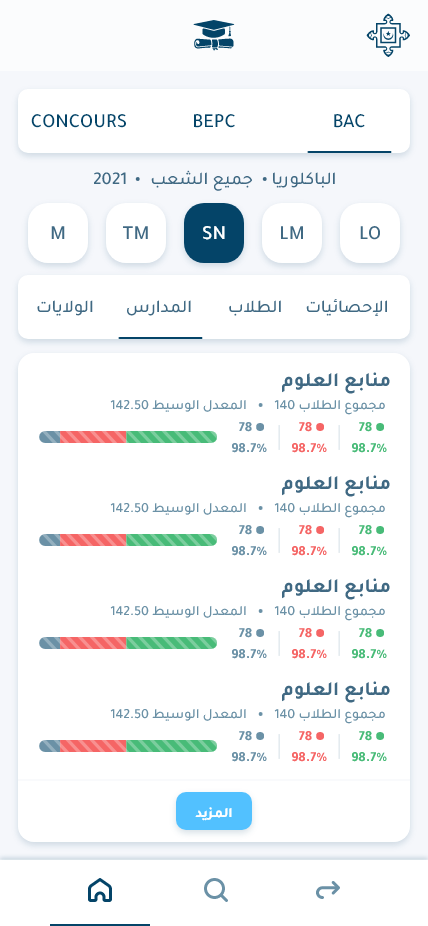 BAC BEPC CONCOURS
الباكلوريا • جميع الشعب • 2021
LO LM SN TM M
الإحصائيات الطلاب المدارس الولايات
منابع العلوم
مجموع الطلاب 140 • المعدل الوسيط 142.50
78 78 78
98.7% 98.7% 98.7%
منابع العلوم
مجموع الطلاب 140 • المعدل الوسيط 142.50
78 78 78
98.7% 98.7% 98.7%
منابع العلوم
مجموع الطلاب 140 • المعدل الوسيط 142.50
78 78 78
98.7% 98.7% 98.7%
منابع العلوم
مجموع الطلاب 140 • المعدل الوسيط 142.50
78 78 78
98.7% 98.7% 98.7%
المزيد